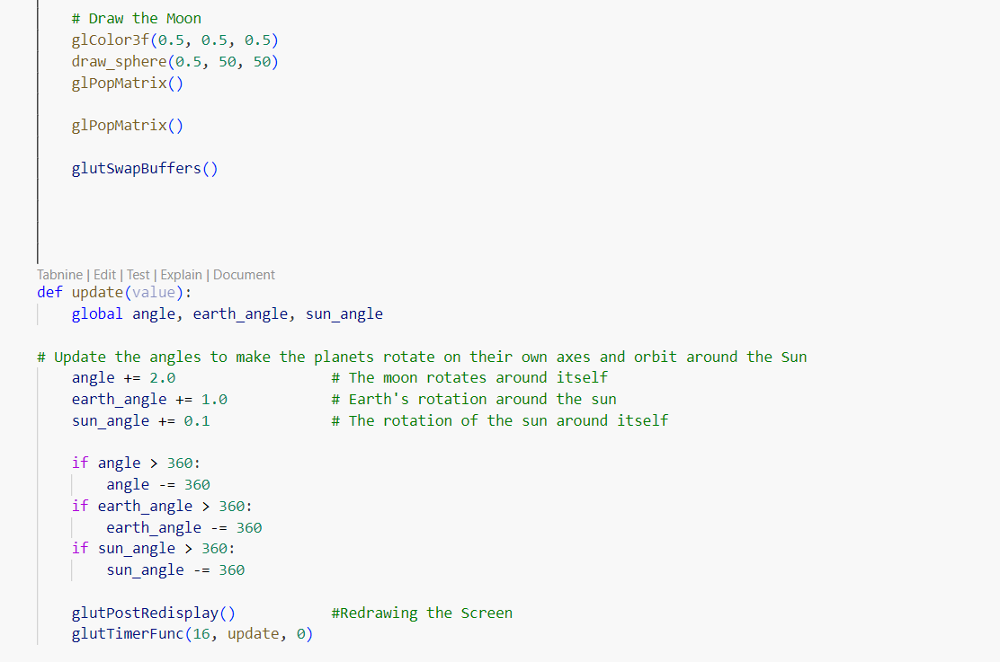 # Draw the Moon
glColor3f(0.5, 0.5, 0.5)
draw_sphere(0.5, 50, 50)
glPopMatrix()
glPopMatrix()
glutSwapBuffers()
Tabnine | Edit | Test | Explain | Document
def update(value):
global angle, earth_angle, sun_angle
# Update the angles to make the planets rotate on their own axes and orbit around the Sun
angle += 2.0 # The moon rotates around itself
earth_angle += 1.0 # Earth's rotation around the sun
sun_angle += 0.1 # The rotation of the sun around itself
if angle > 360:
angle -= 360
if earth_angle > 360:
earth_angle -= 360
if sun_angle > 360:
sun_angle -= 360
glutPostRedisplay() #Redrawing the Screen
glutTimerFunc(16, update, 0)